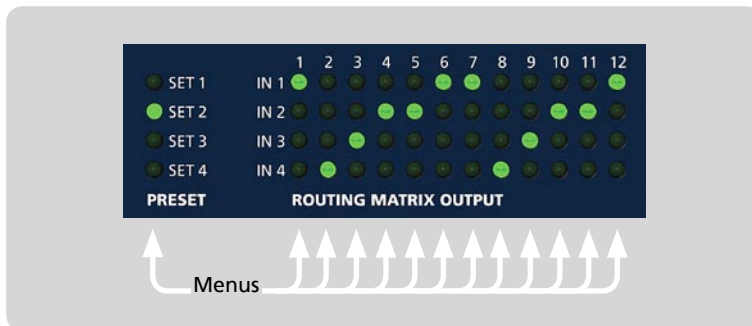 1 2 3 4 5 6 7 8 9 10 11 12
SET 1 IN 1
SET 2 IN 2
SET 3 IN 3
SET 4 IN 4
PRESET ROUTING MATRIX OUTPUT
Menus